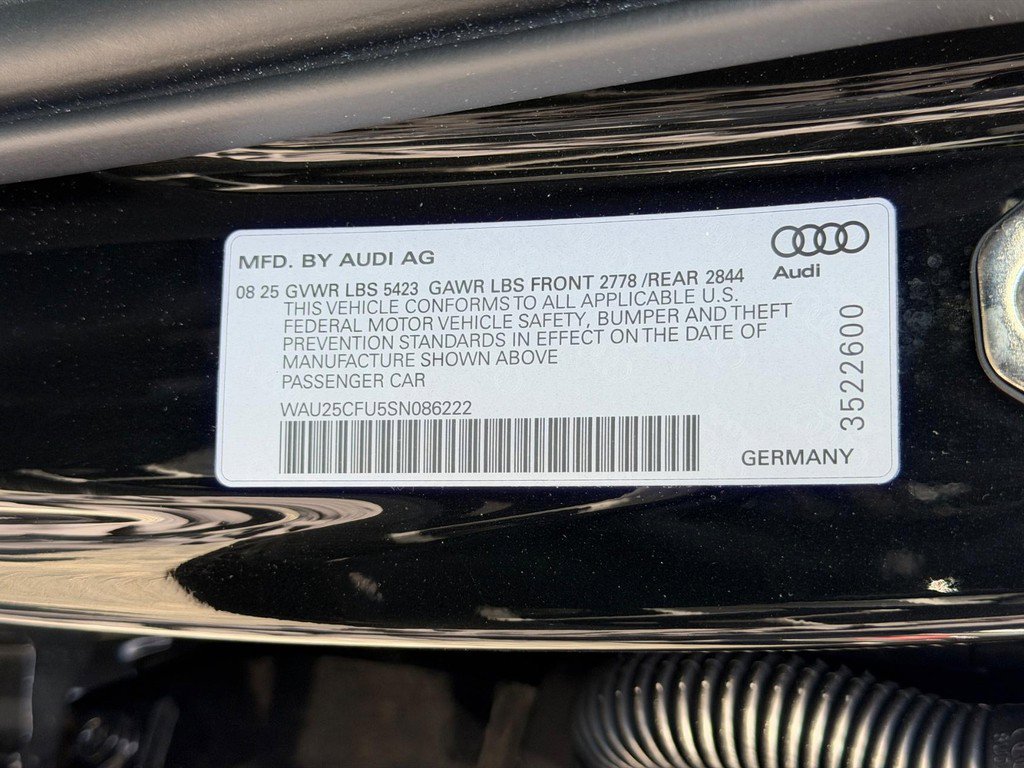 MFD. BY AUDI AG
Audi
08 25 GVWR LBS 5423 GAWR LBS FRONT 2778 /REAR 2844
THIS VEHICLE CONFORMS TO ALL APPLICABLE U.S.
FEDERAL MOTOR VEHICLE SAFETY, BUMPER AND THEFT
PREVENTION STANDARDS IN EFFECT ON THE DATE OF
MANUFACTURE SHOWN ABOVE
PASSENGER CAR
WAU25CFU5SN086222
3522600
GERMANY